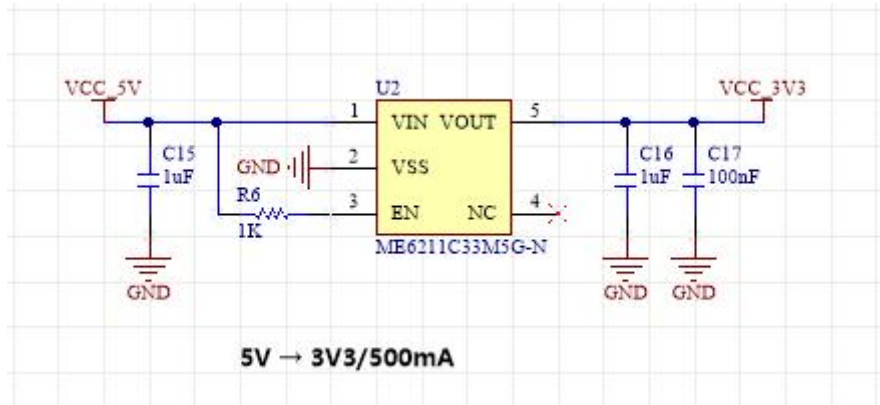 VCC_5V
U2
VCC_3V3
1
VIN VOUT
5
C15
1uF
GND
2
VSS
C16
1uF
C17
100nF
R6
1K
3
EN
NC
4
ME6211C33M5G-N
GND
GND
GND
5V → 3V3/500mA